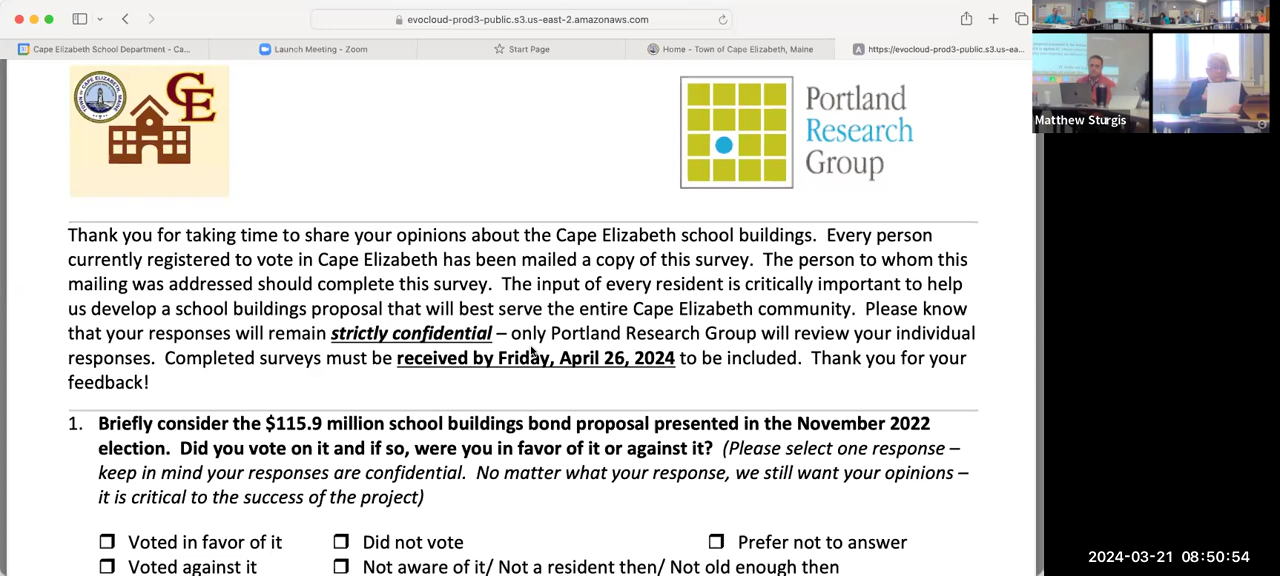 evocloud-prod3-public.s3.us-east-2.amazonaws.com
Cape Elizabeth School Department - Ca...
Launch Meeting - Zoom
Start Page
Home - Town of Cape Elizabeth, Maine
https://evocloud-prod3-public.s3.us-ea...
Matthew Sturgis
CE
Portland
Research
Group
Thank you for taking time to share your opinions about the Cape Elizabeth school buildings.  Every person
currently registered to vote in Cape Elizabeth has been mailed a copy of this survey.  The person to whom this
mailing was addressed should complete this survey.  The input of every resident is critically important to help
us develop a school buildings proposal that will best serve the entire Cape Elizabeth community.  Please know
that your responses will remain strictly confidential – only Portland Research Group will review your individual
responses.  Completed surveys must be received by Friday, April 26, 2024 to be included.  Thank you for your
feedback!
1. Briefly consider the $115.9 million school buildings bond proposal presented in the November 2022
election.  Did you vote on it and if so, were you in favor of it or against it?  (Please select one response –
keep in mind your responses are confidential.  No matter what your response, we still want your opinions –
it is critical to the success of the project)
❒ Voted in favor of it ❒ Did not vote ❒ Prefer not to answer
❒ Voted against it ❒ Not aware of it/ Not a resident then/ Not old enough then
2024-03-21 08:50:54